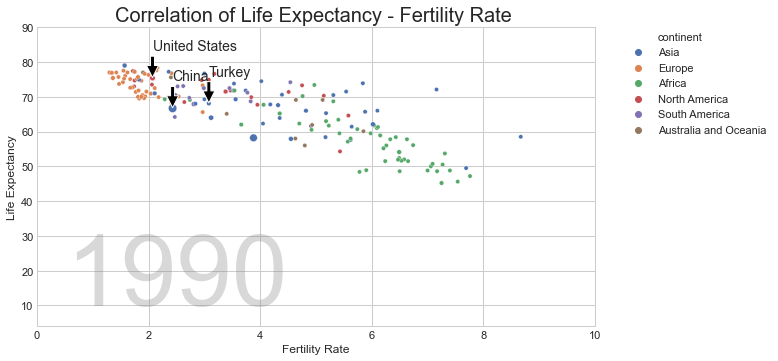 Correlation of Life Expectancy - Fertility Rate
90
80
70
60
50
40
30
20
10
Life Expectancy
United States
China
Turkey
1990
0 2 4 6 8 10
Fertility Rate
continent
Asia
Europe
Africa
North America
South America
Australia and Oceania